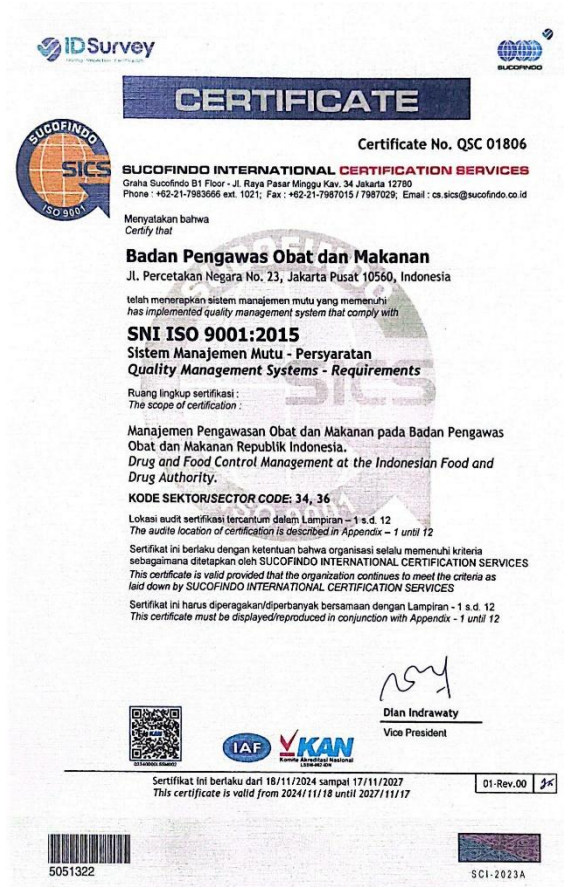 IDSurvey
SUCOFINDO
CERTIFICATE
Certificate No. QSC 01806
SUCOFINDO
SICS
ISO 9001
SUCOFINDO INTERNATIONAL CERTIFICATION SERVICES
Graha Sucofindo B1 Floor - Jl. Raya Pasar Minggu Kav. 34 Jakarta 12780
Phone : +62-21-7983666 ext. 1021; Fax : +62-21-7987015 / 7987029; Email : cs.sics@sucofindo.co.id
Menyatakan bahwa
Certify that
Badan Pengawas Obat dan Makanan
Jl. Percetakan Negara No. 23, Jakarta Pusat 10560, Indonesia
telah menerapkan sistem manajemen mutu yang memenuhi
has implemented quality management system that comply with
SNI ISO 9001:2015
Sistem Manajemen Mutu - Persyaratan
Quality Management Systems - Requirements
Ruang lingkup sertifikasi :
The scope of certification :
Manajemen Pengawasan Obat dan Makanan pada Badan Pengawas
Obat dan Makanan Republik Indonesia.
Drug and Food Control Management at the Indonesian Food and
Drug Authority.
KODE SEKTOR/SECTOR CODE: 34, 36
Lokasi audit sertifikasi tercantum dalam Lampiran – 1 s.d. 12
The audite location of certification is described in Appendix – 1 until 12
Sertifikat ini berlaku dengan ketentuan bahwa organisasi selalu memenuhi kriteria
sebagaimana ditetapkan oleh SUCOFINDO INTERNATIONAL CERTIFICATION SERVICES
This certificate is valid provided that the organization continues to meet the criteria as
laid down by SUCOFINDO INTERNATIONAL CERTIFICATION SERVICES
Sertifikat ini harus diperagakan/diperbanyak bersamaan dengan Lampiran - 1 s.d. 12
This certificate must be displayed/reproduced in conjunction with Appendix - 1 until 12
Dian Indrawaty
Vice President
IAF
KAN
Komite Akreditasi Nasional
Sertifikat ini berlaku dari 18/11/2024 sampai 17/11/2027
This certificate is valid from 2024/11/18 until 2027/11/17
01-Rev.00
5051322
SCI-2023A